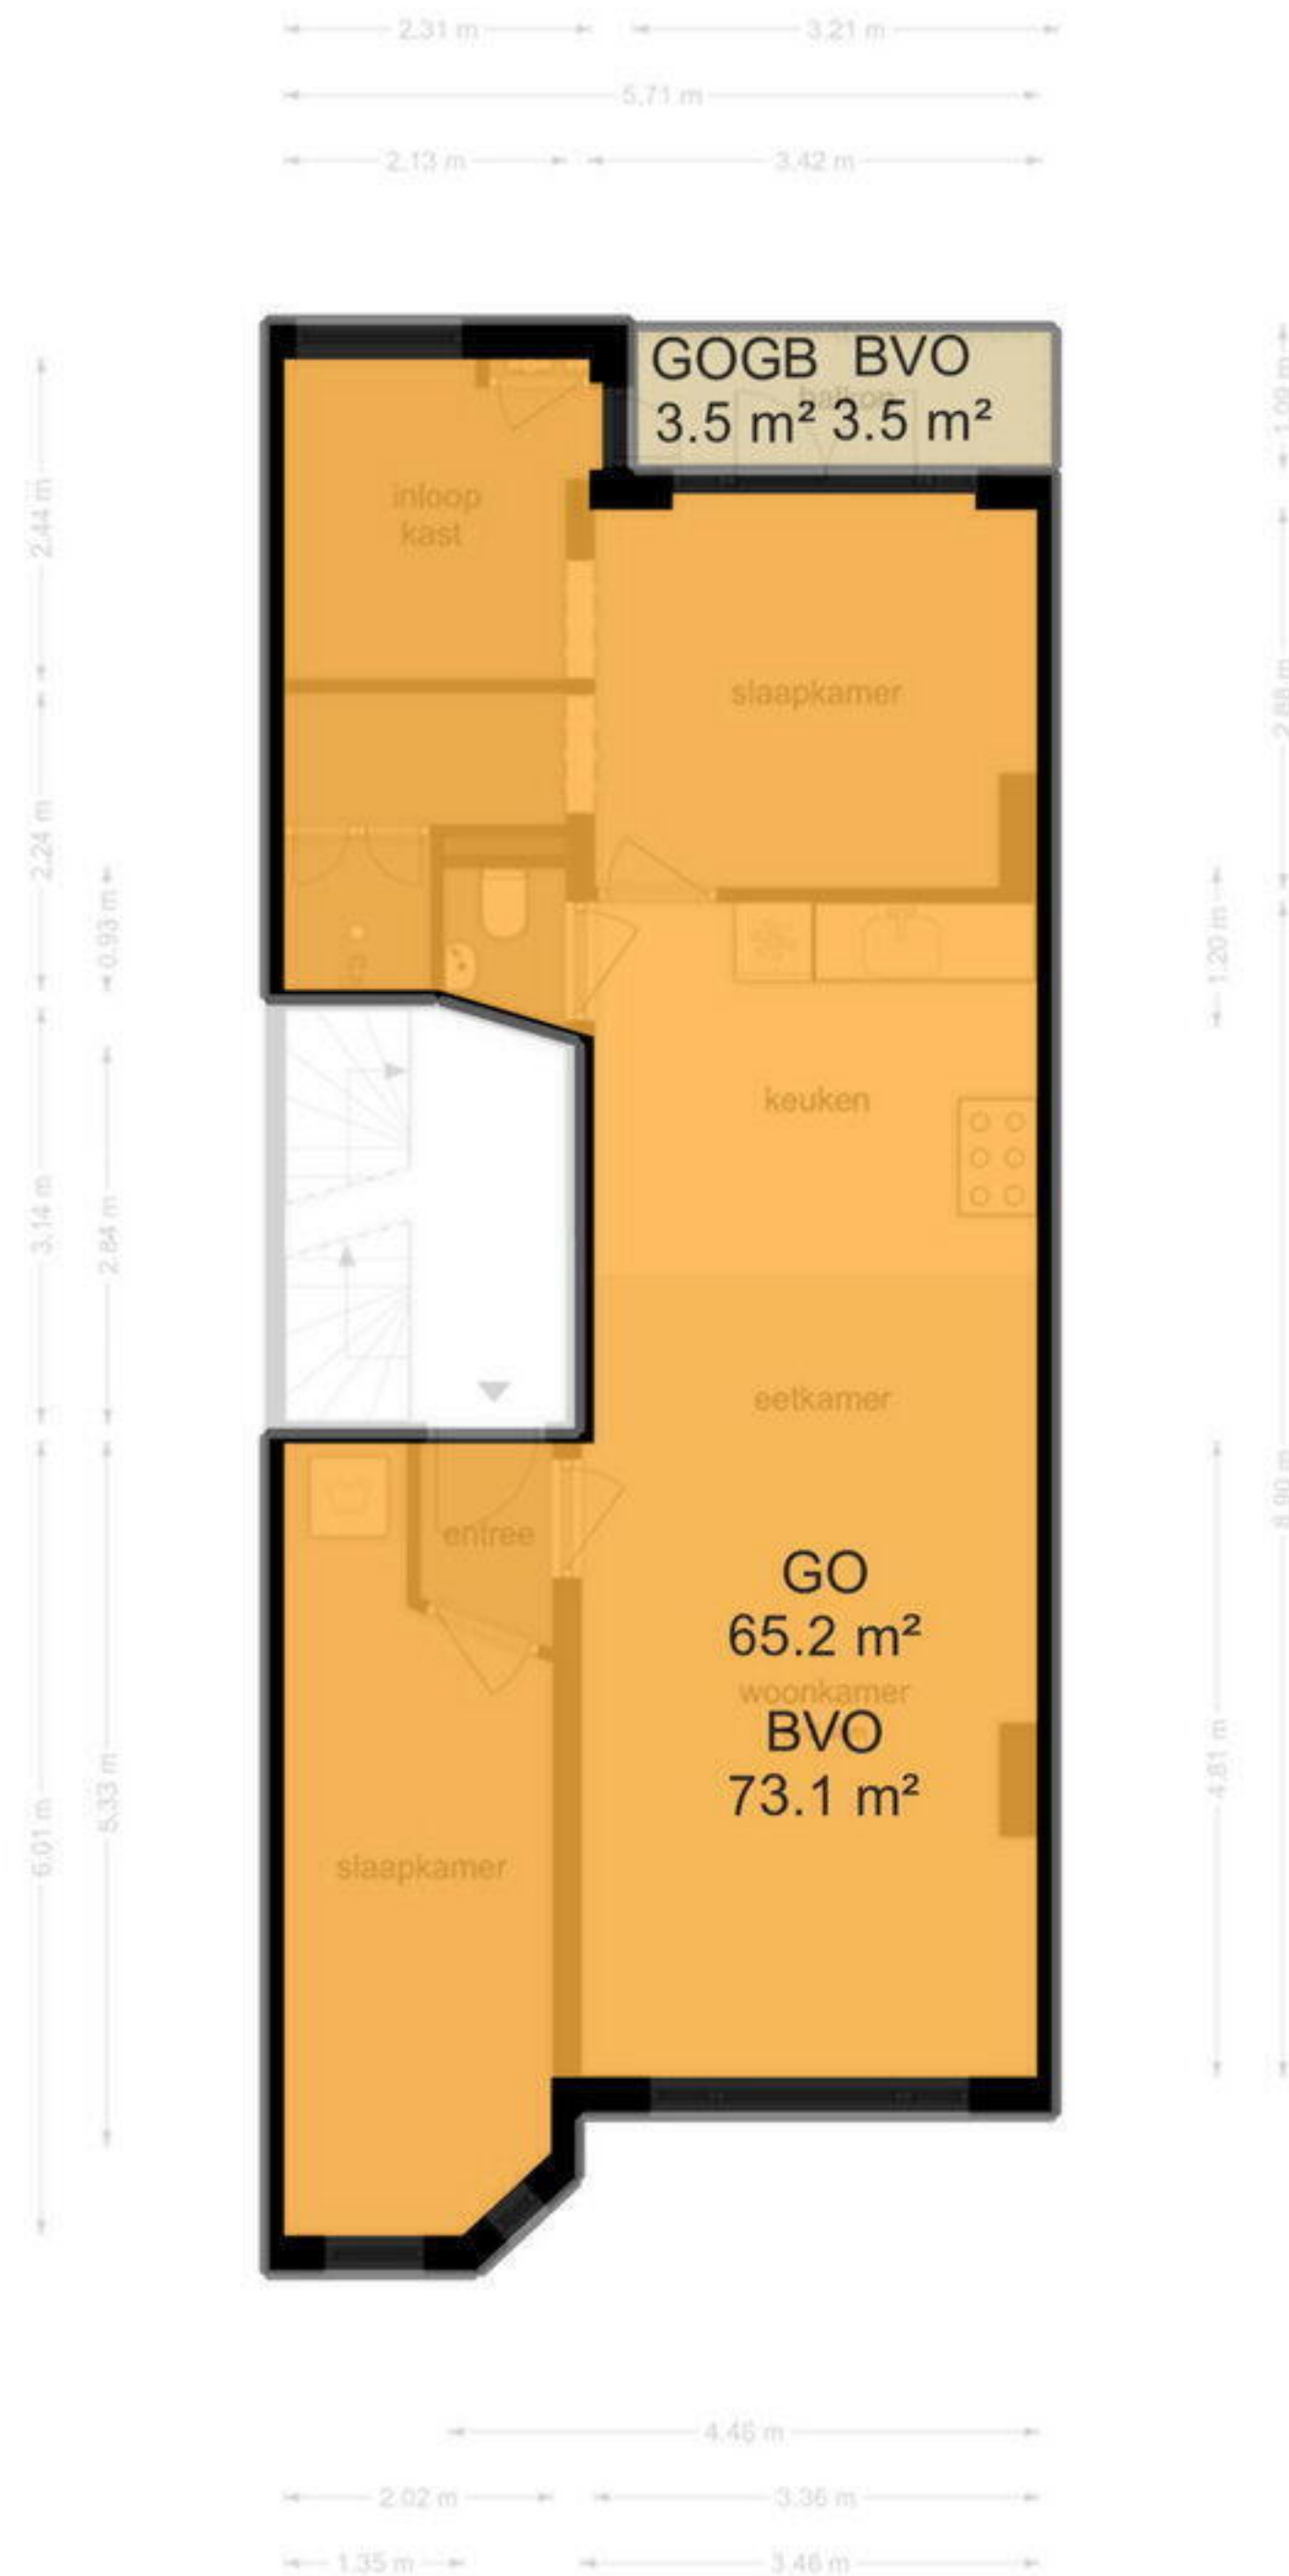 2.31 m
3.21 m
5.71 m
2.13 m
3.42 m
GOGB BVO
balkon
3.5 m² 3.5 m²
1.09 m
inloop
kast
2.44 m
slaapkamer
2.88 m
2.24 m
0.93 m
1.20 m
keuken
3.14 m
2.84 m
eetkamer
8.90 m
entree
GO
65.2 m²
woonkamer
BVO
73.1 m²
4.81 m
5.33 m
6.01 m
slaapkamer
4.46 m
2.02 m
3.36 m
1.35 m
3.46 m